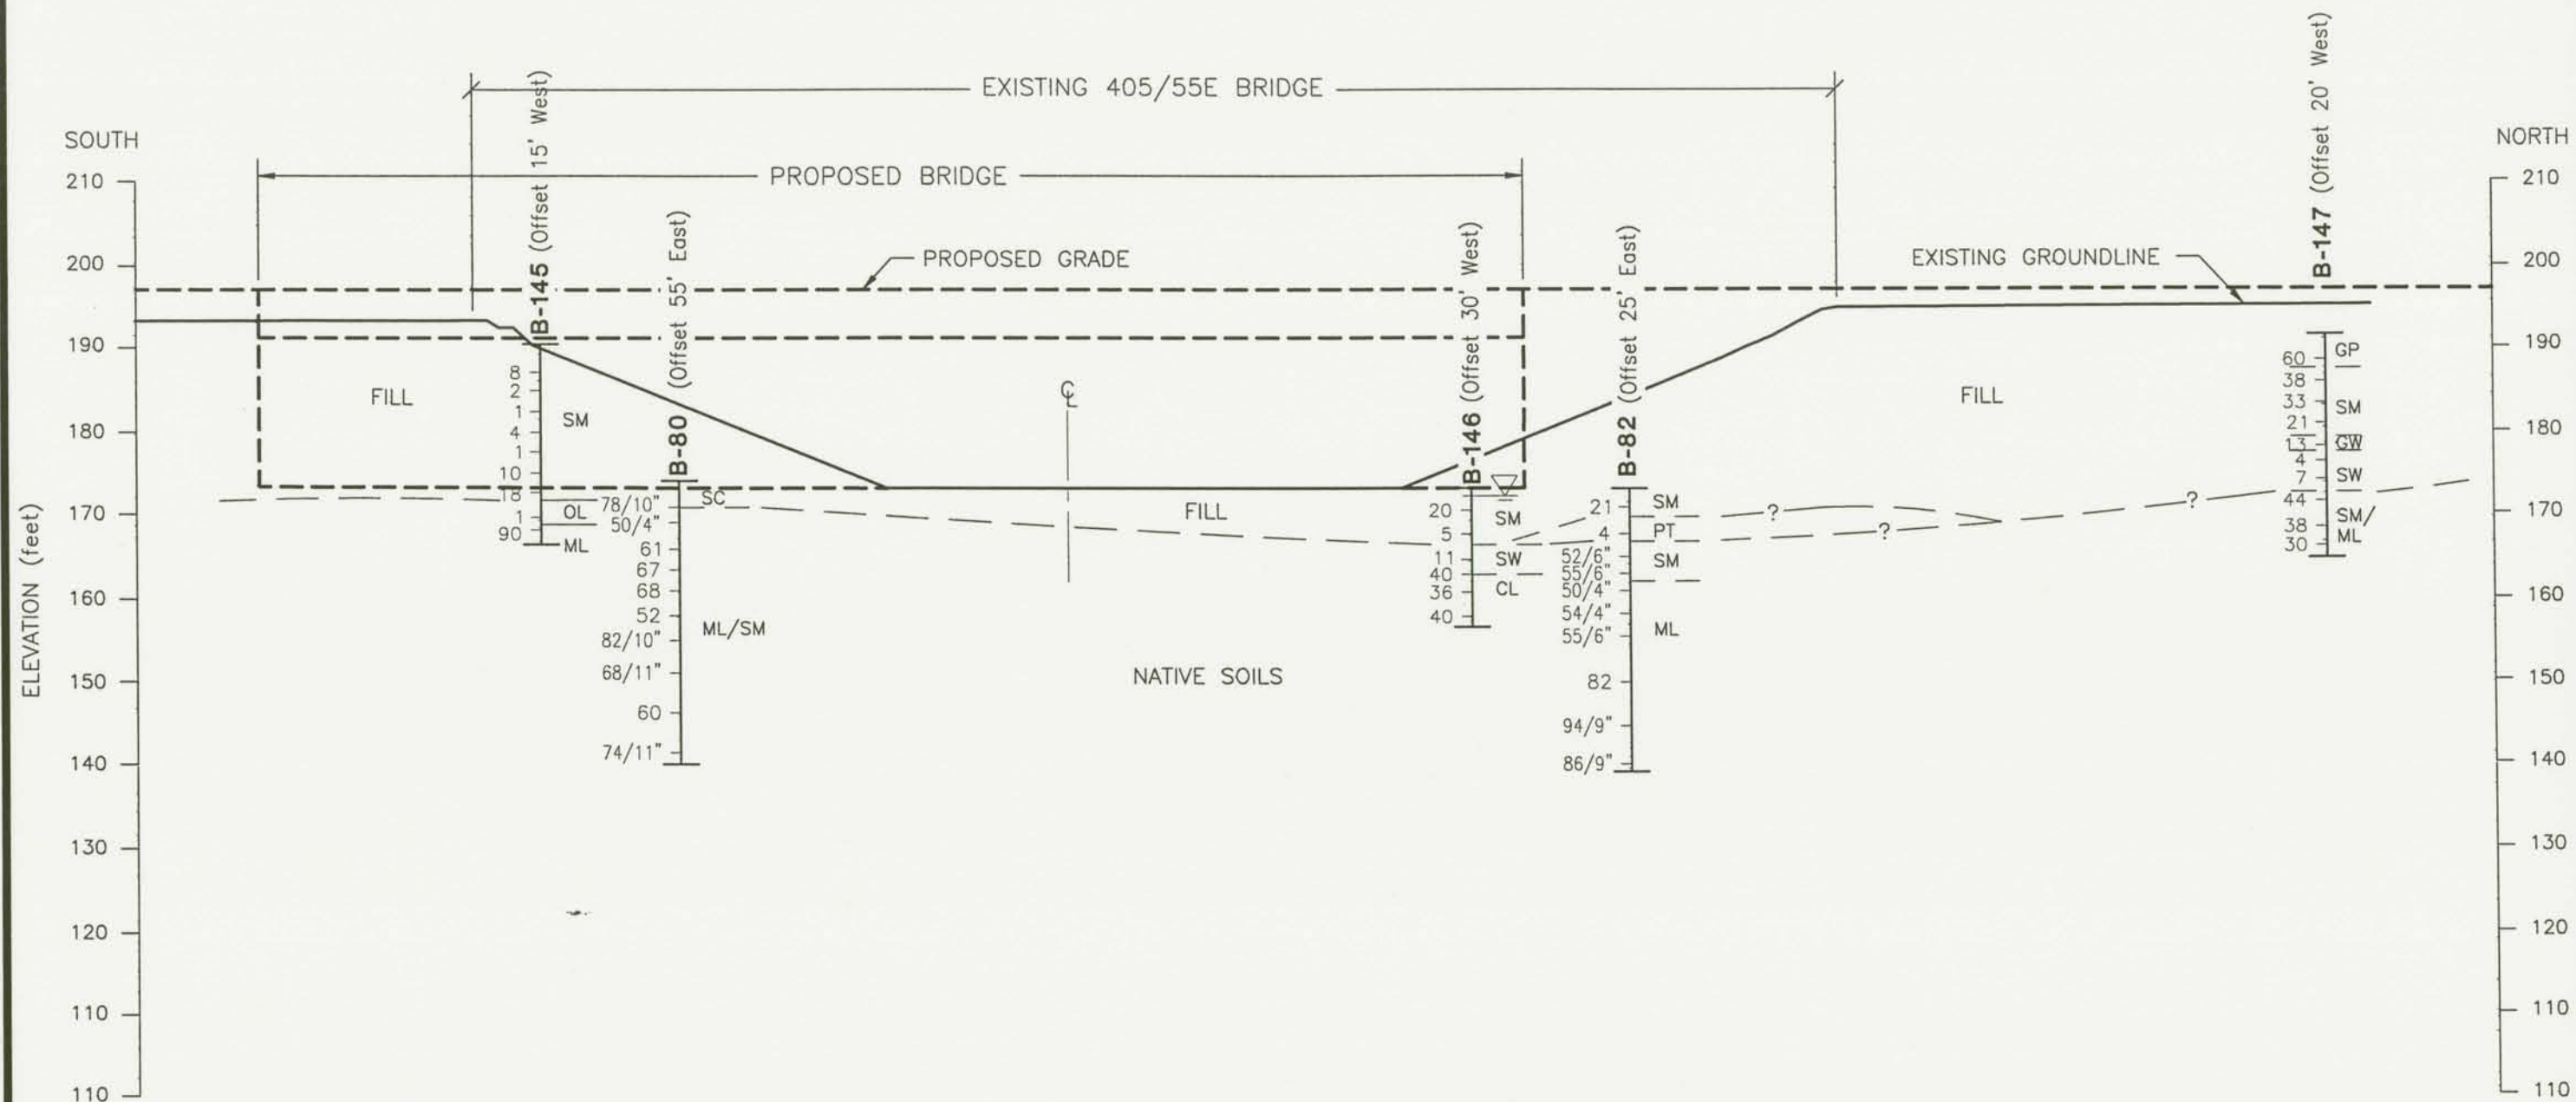 EXISTING 405/55E BRIDGE
SOUTH
NORTH
PROPOSED BRIDGE
PROPOSED GRADE
EXISTING GROUNDLINE
ELEVATION (feet)
210
200
190
180
170
160
150
140
130
120
110
110
B-145 (Offset 15' West)
8
2
1
4
1
10
18
1
90
SM
OL
ML
B-80 (Offset 55' East)
78/10"
50/4"
61
67
68
52
82/10"
68/11"
60
74/11"
SC
ML/SM
FILL
℄
FILL
NATIVE SOILS
B-146 (Offset 30' West)
20
5
11
40
36
40
SM
SW
CL
B-82 (Offset 25' East)
21
4
52/6"
55/6"
50/4"
54/4"
55/6"
82
94/9"
86/9"
SM
PT
SM
ML
?
?
?
FILL
B-147 (Offset 20' West)
60
38
33
21
13
4
7
44
38
30
GP
SM
GW
SW
SM/
ML
210
200
190
180
170
160
150
140
130
120
110
110